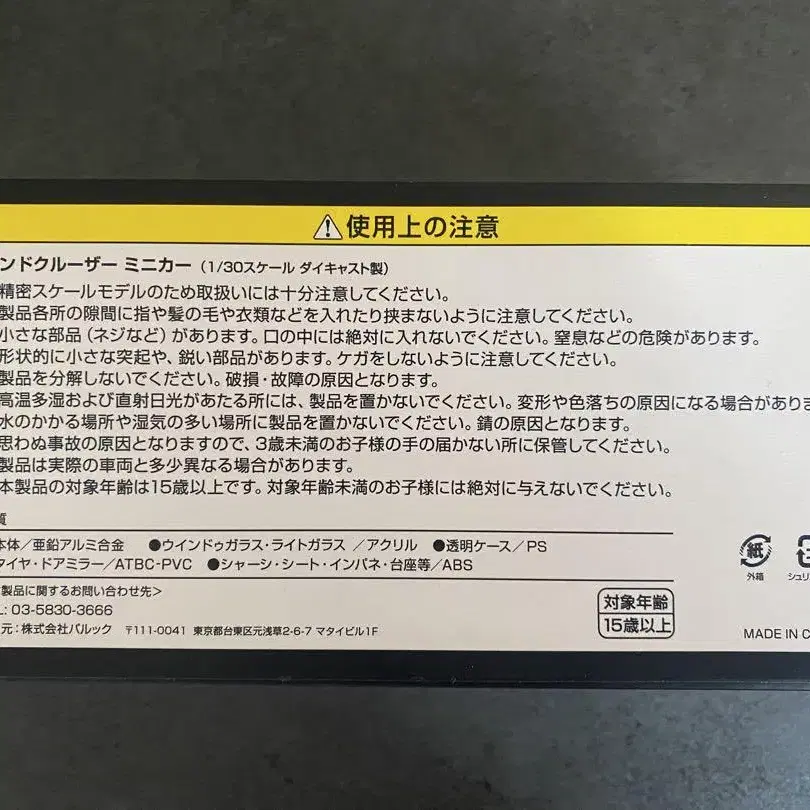 使用上の注意
ンドクルーザー ミニカー（1/30スケール ダイキャスト製）
精密スケールモデルのため取扱いには十分注意してください。
製品各所の隙間に指や髪の毛や衣類などを入れたり挟まないように注意してください。
小さな部品（ネジなど）があります。口の中には絶対に入れないでください。窒息などの危険があります。
形状的に小さな突起や、鋭い部品があります。ケガをしないように注意してください。
製品を分解しないでください。破損・故障の原因となります。
高温多湿および直射日光があたる所には、製品を置かないでください。変形や色落ちの原因になる場合があり
水のかかる場所や湿気の多い場所に製品を置かないでください。錆の原因となります。
思わぬ事故の原因となりますので、3歳未満のお子様の手の届かない所に保管してください。
製品は実際の車両と多少異なる場合があります。
本製品の対象年齢は15歳以上です。対象年齢未満のお子様には絶対に与えないでください。
質
本体／亜鉛アルミ合金 ●ウインドゥガラス・ライトガラス ／アクリル ●透明ケース／PS
タイヤ・ドアミラー／ATBC-PVC ●シャーシ・シート・インパネ・台座等／ABS
紙
外箱
シュリ
製品に関するお問い合わせ先＞
L: 03-5830-3666
元：株式会社バルック 〒111-0041 東京都台東区元浅草2-6-7 マタイビル1F
対象年齢
15歳以上
MADE IN C